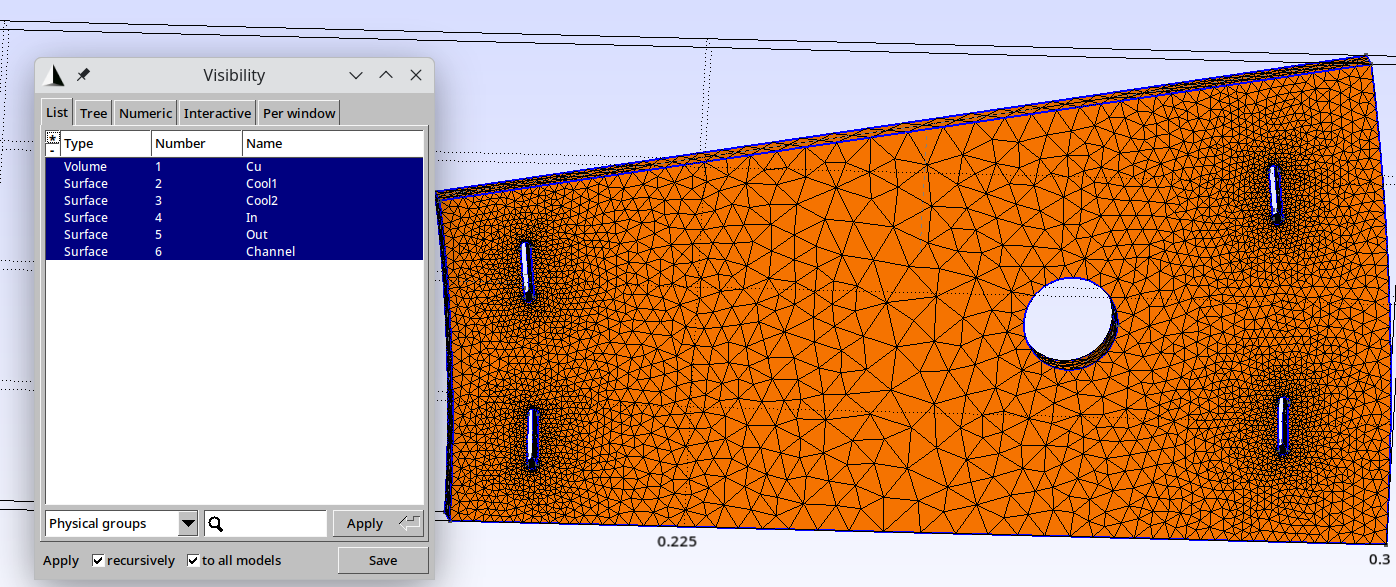 Visibility
List Tree Numeric Interactive Per window
+ Type Number Name
-
Volume 1 Cu
Surface 2 Cool1
Surface 3 Cool2
Surface 4 In
Surface 5 Out
Surface 6 Channel
Physical groups Apply
Apply recursively to all models Save
0.225
0.3